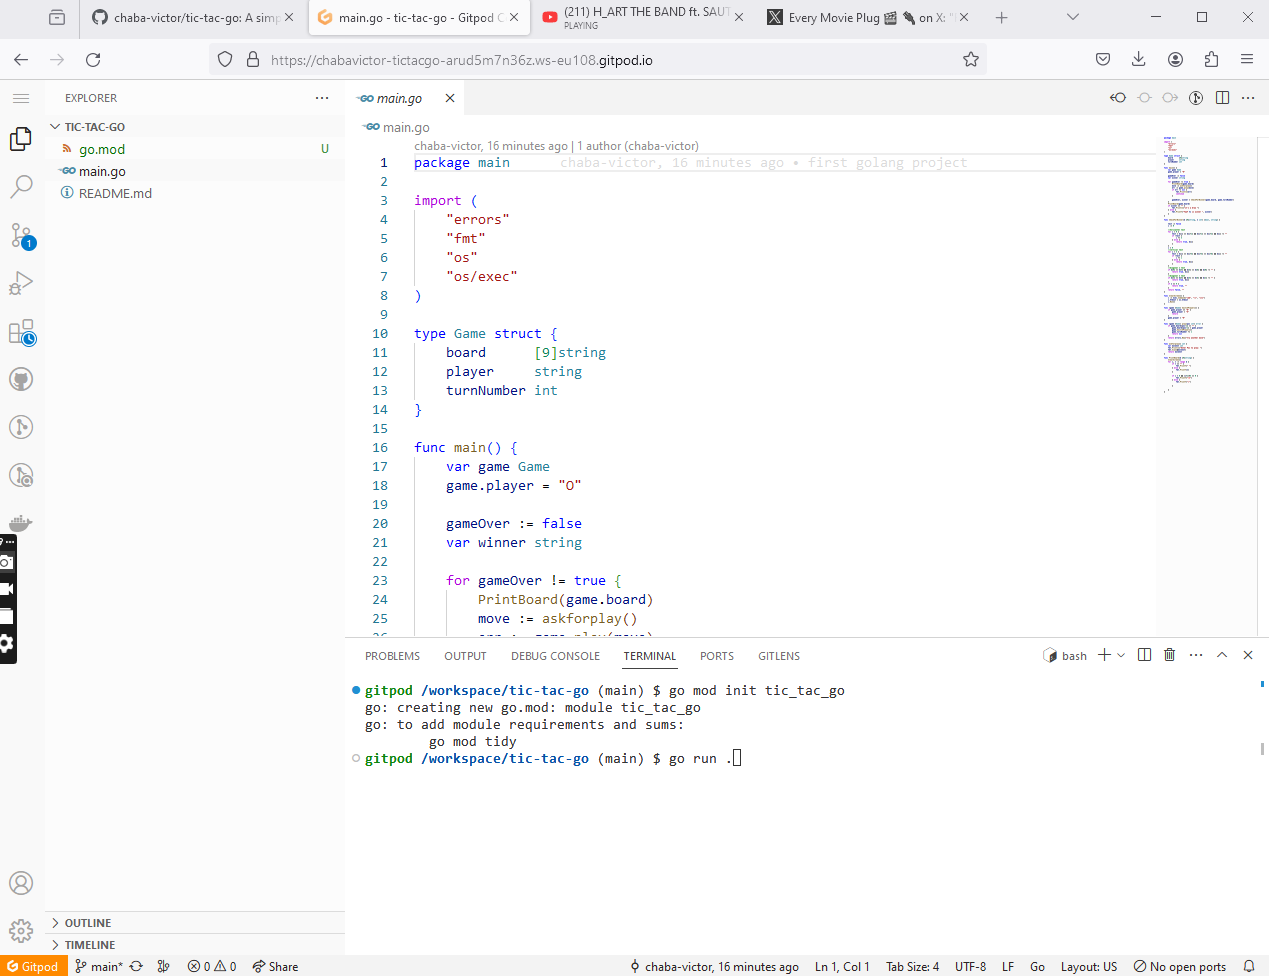 chaba-victor/tic-tac-go: A simp
main.go - tic-tac-go - Gitpod C
(211) H_ART THE BAND ft. SAUT
PLAYING
Every Movie Plug on X: "
https://chabavictor-tictacgo-arud5m7n36z.ws-eu108.gitpod.io
EXPLORER
main.go
TIC-TAC-GO
main.go
go.mod U
main.go
README.md
1
chaba-victor, 16 minutes ago | 1 author (chaba-victor)
1 package main chaba-victor, 16 minutes ago • first golang project
2
3 import (
4 "errors"
5 "fmt"
6 "os"
7 "os/exec"
8 )
9
10 type Game struct {
11 board [9]string
12 player string
13 turnNumber int
14 }
15
16 func main() {
17 var game Game
18 game.player = "O"
19
20 gameOver := false
21 var winner string
22
23 for gameOver != true {
24 PrintBoard(game.board)
25 move := askforplay()
PROBLEMS OUTPUT DEBUG CONSOLE TERMINAL PORTS GITLENS
bash
gitpod /workspace/tic-tac-go (main) $ go mod init tic_tac_go
go: creating new go.mod: module tic_tac_go
go: to add module requirements and sums:
go mod tidy
gitpod /workspace/tic-tac-go (main) $ go run .
OUTLINE
TIMELINE
Gitpod main* 0 0 Share chaba-victor, 16 minutes ago Ln 1, Col 1 Tab Size: 4 UTF-8 LF Go Layout: US No open ports